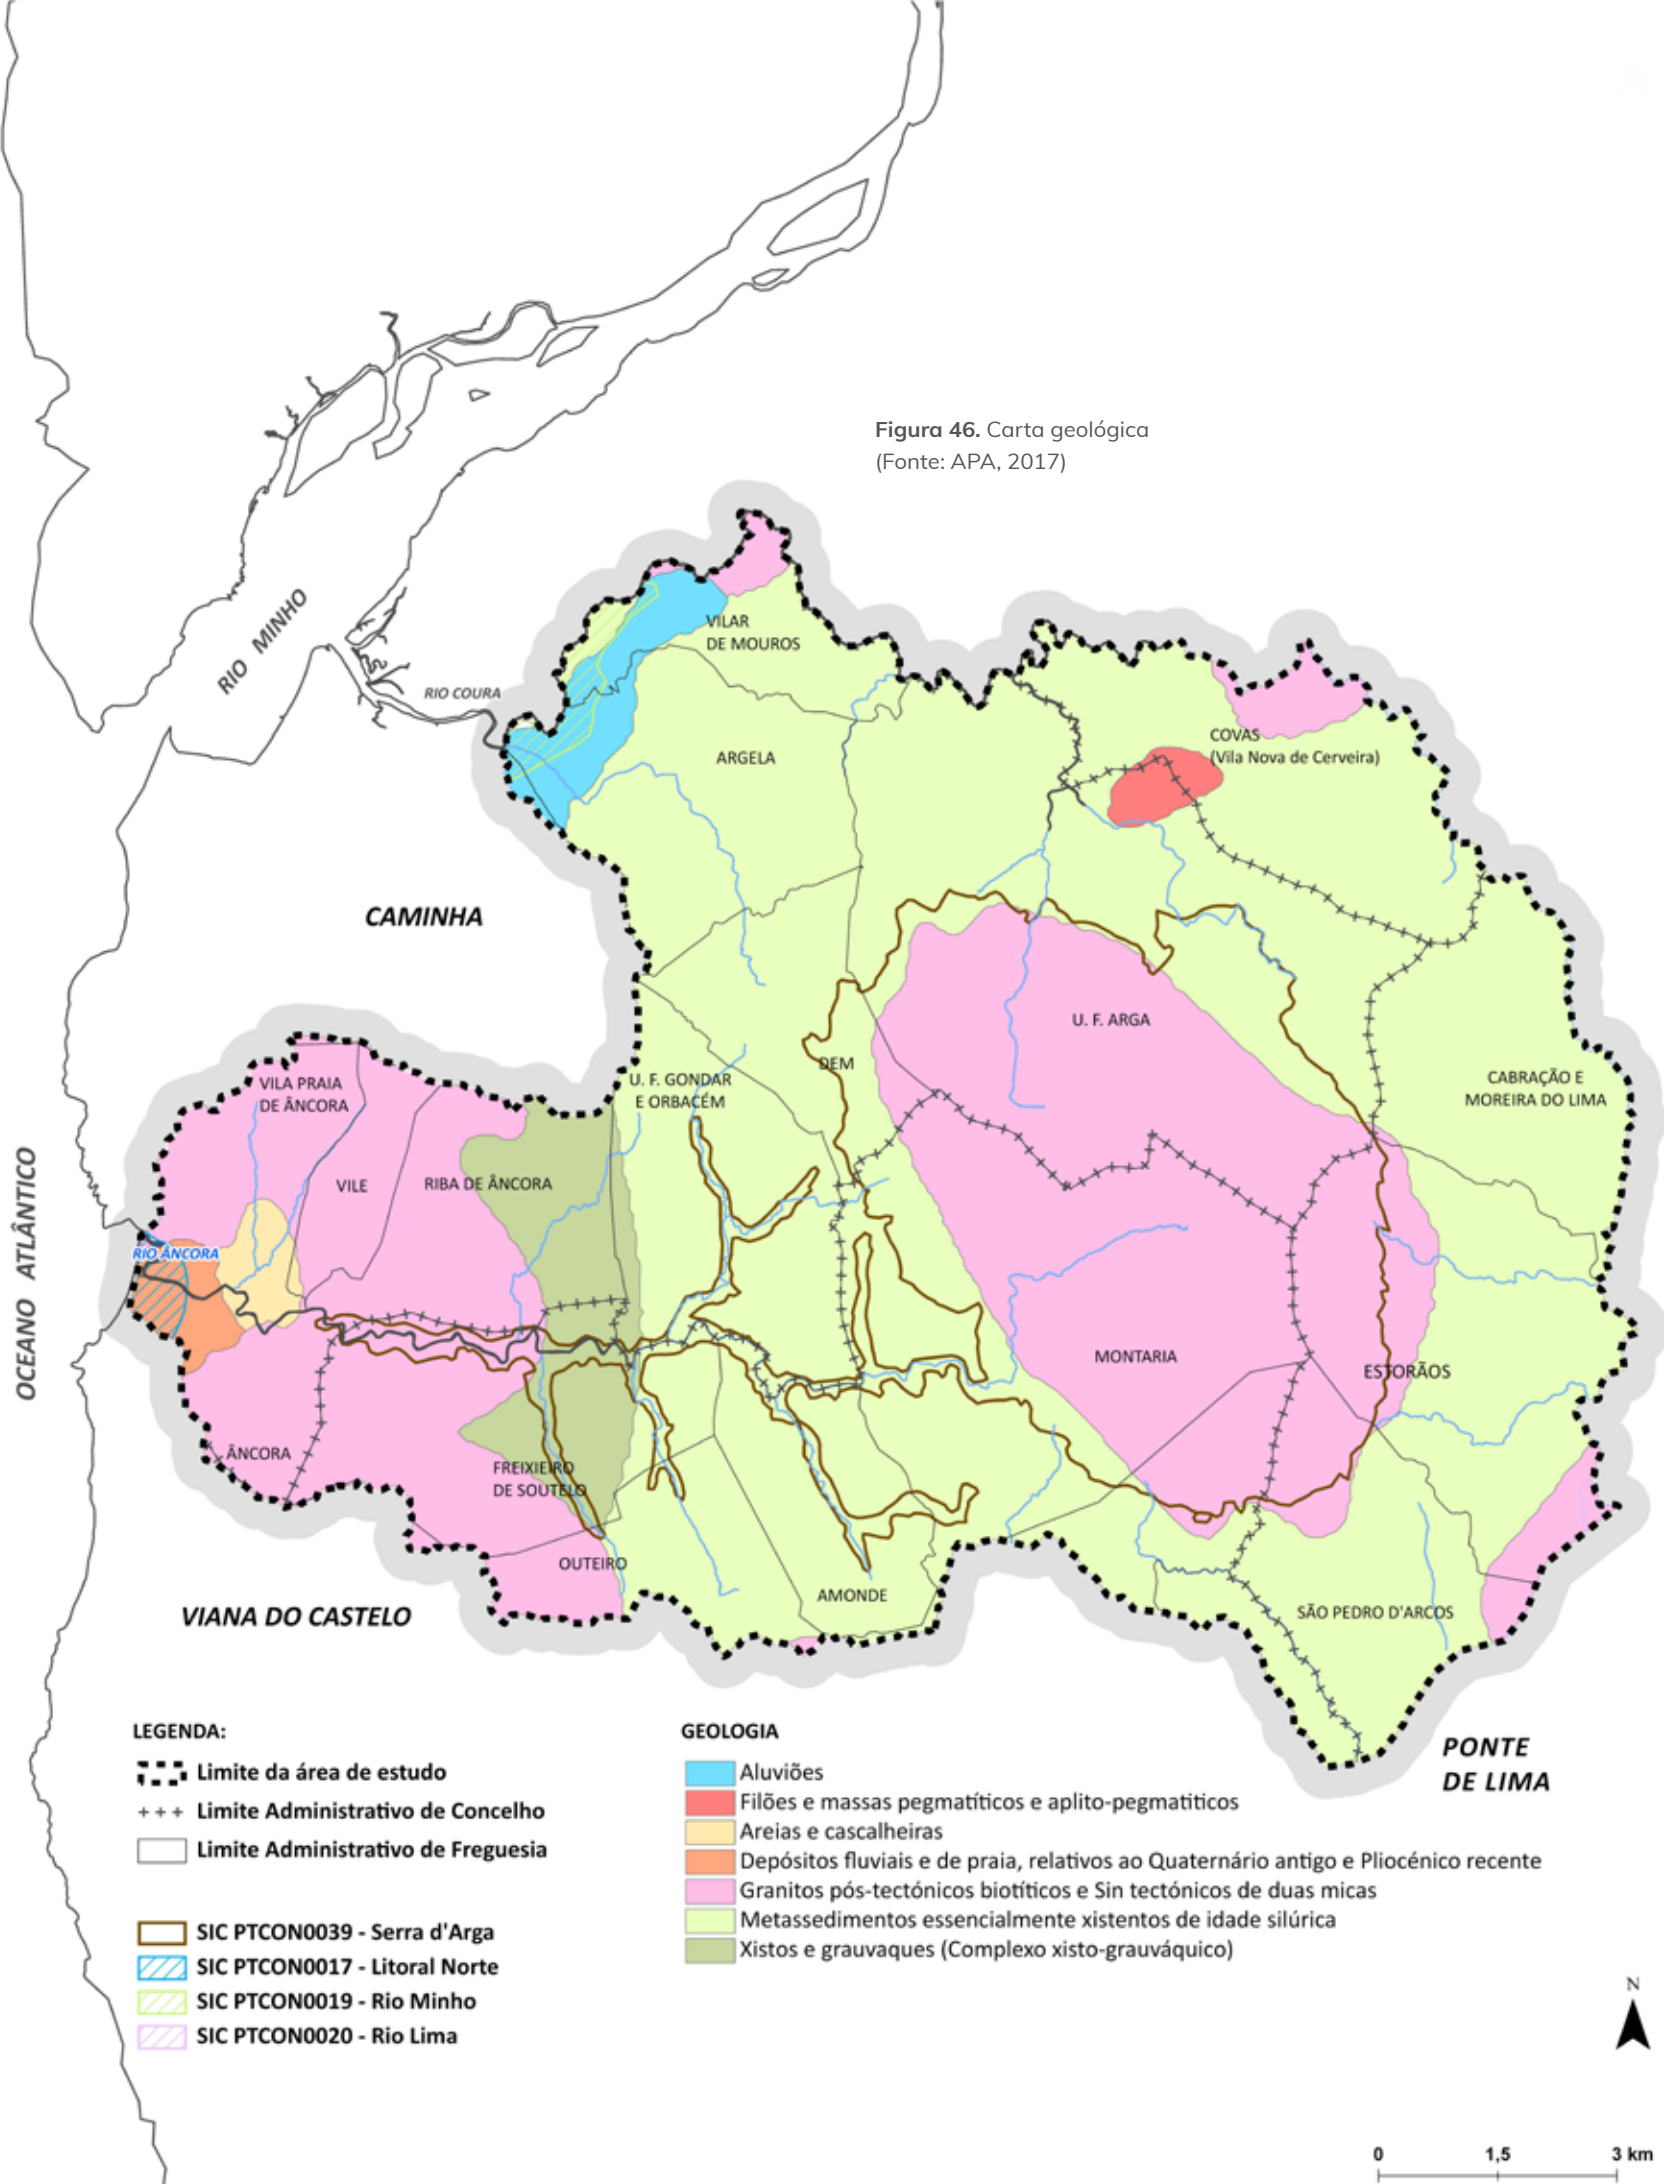 Figura 46. Carta geológica
(Fonte: APA, 2017)
RIO MINHO
RIO COURA
VILAR
DE MOUROS
ARGELA
COVAS
(Vila Nova de Cerveira)
CAMINHA
U. F. ARGA
DEM
U. F. GONDAR
E ORBACÉM
CABRAÇÃO E
MOREIRA DO LIMA
VILA PRAIA
DE ÂNCORA
VILE
RIBA DE ÂNCORA
RIO ÂNCORA
OCEANO ATLÂNTICO
MONTARIA
ESTORÃOS
ÂNCORA
FREIXIEIRO
DE SOUTELO
OUTEIRO
AMONDE
SÃO PEDRO D'ARCOS
VIANA DO CASTELO
PONTE
DE LIMA
LEGENDA:
Limite da área de estudo
Limite Administrativo de Concelho
Limite Administrativo de Freguesia
SIC PTCON0039 - Serra d'Arga
SIC PTCON0017 - Litoral Norte
SIC PTCON0019 - Rio Minho
SIC PTCON0020 - Rio Lima
GEOLOGIA
Aluviões
Filões e massas pegmatíticos e aplito-pegmatiticos
Areias e cascalheiras
Depósitos fluviais e de praia, relativos ao Quaternário antigo e Pliocénico recente
Granitos pós-tectónicos biotíticos e Sin tectónicos de duas micas
Metassedimentos essencialmente xistentos de idade silúrica
Xistos e grauvaques (Complexo xisto-grauváquico)
N
0 1,5 3 km